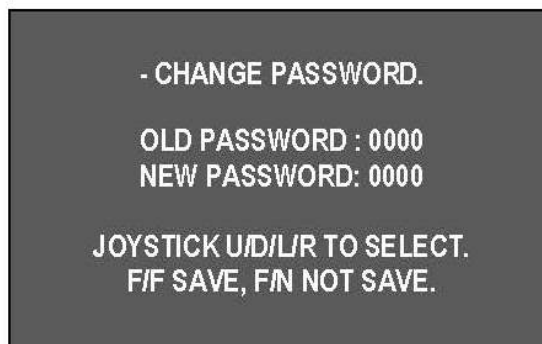 - CHANGE PASSWORD.
OLD PASSWORD : 0000
NEW PASSWORD: 0000
JOYSTICK U/D/L/R TO SELECT.
F/F SAVE, F/N NOT SAVE.